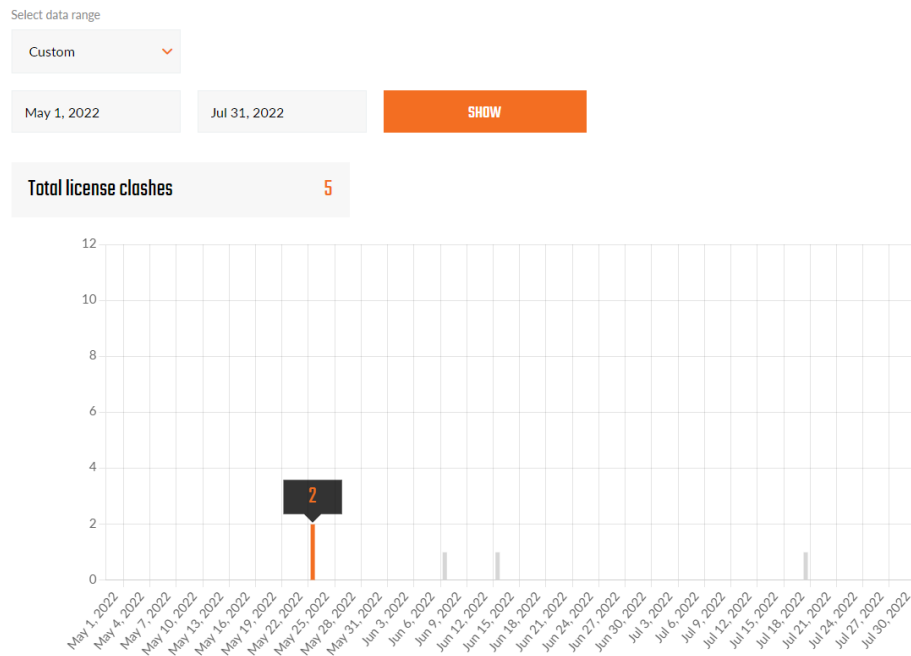 Select data range
Custom
May 1, 2022 Jul 31, 2022 SHOW
Total license clashes 5
12
10
8
6
4
2
2
0
May 1, 2022 May 4, 2022 May 7, 2022 May 10, 2022 May 13, 2022 May 16, 2022 May 19, 2022 May 22, 2022 May 25, 2022 May 28, 2022 May 31, 2022 Jun 3, 2022 Jun 6, 2022 Jun 9, 2022 Jun 12, 2022 Jun 15, 2022 Jun 18, 2022 Jun 21, 2022 Jun 24, 2022 Jun 27, 2022 Jun 30, 2022 Jul 3, 2022 Jul 6, 2022 Jul 9, 2022 Jul 12, 2022 Jul 15, 2022 Jul 18, 2022 Jul 21, 2022 Jul 24, 2022 Jul 27, 2022 Jul 30, 2022